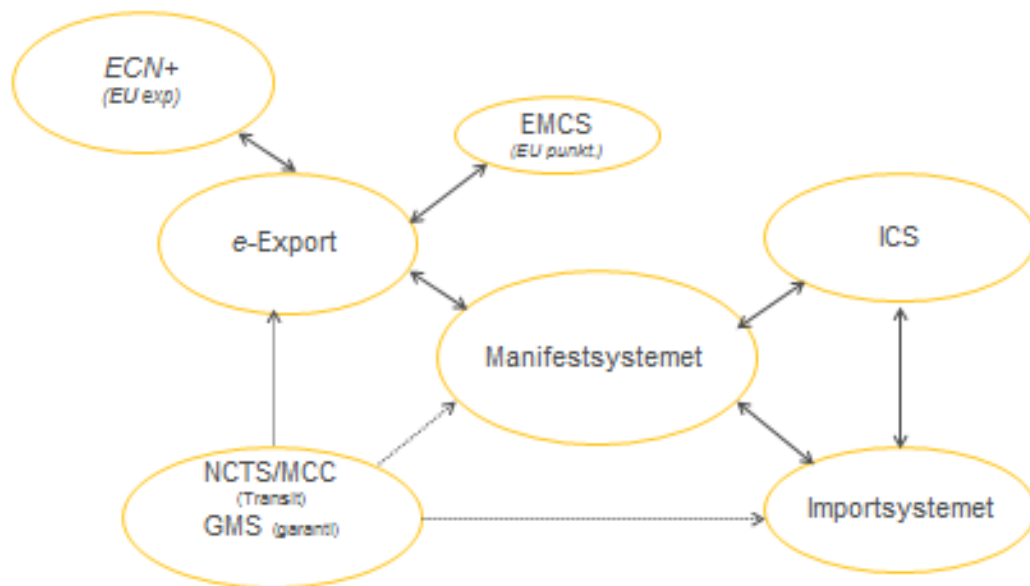 ECN+
(EU exp)
EMCS
(EU punkt.)
e-Export
ICS
Manifestsystemet
NCTS/MCC
(Transit)
GMS (garanti)
Importsystemet